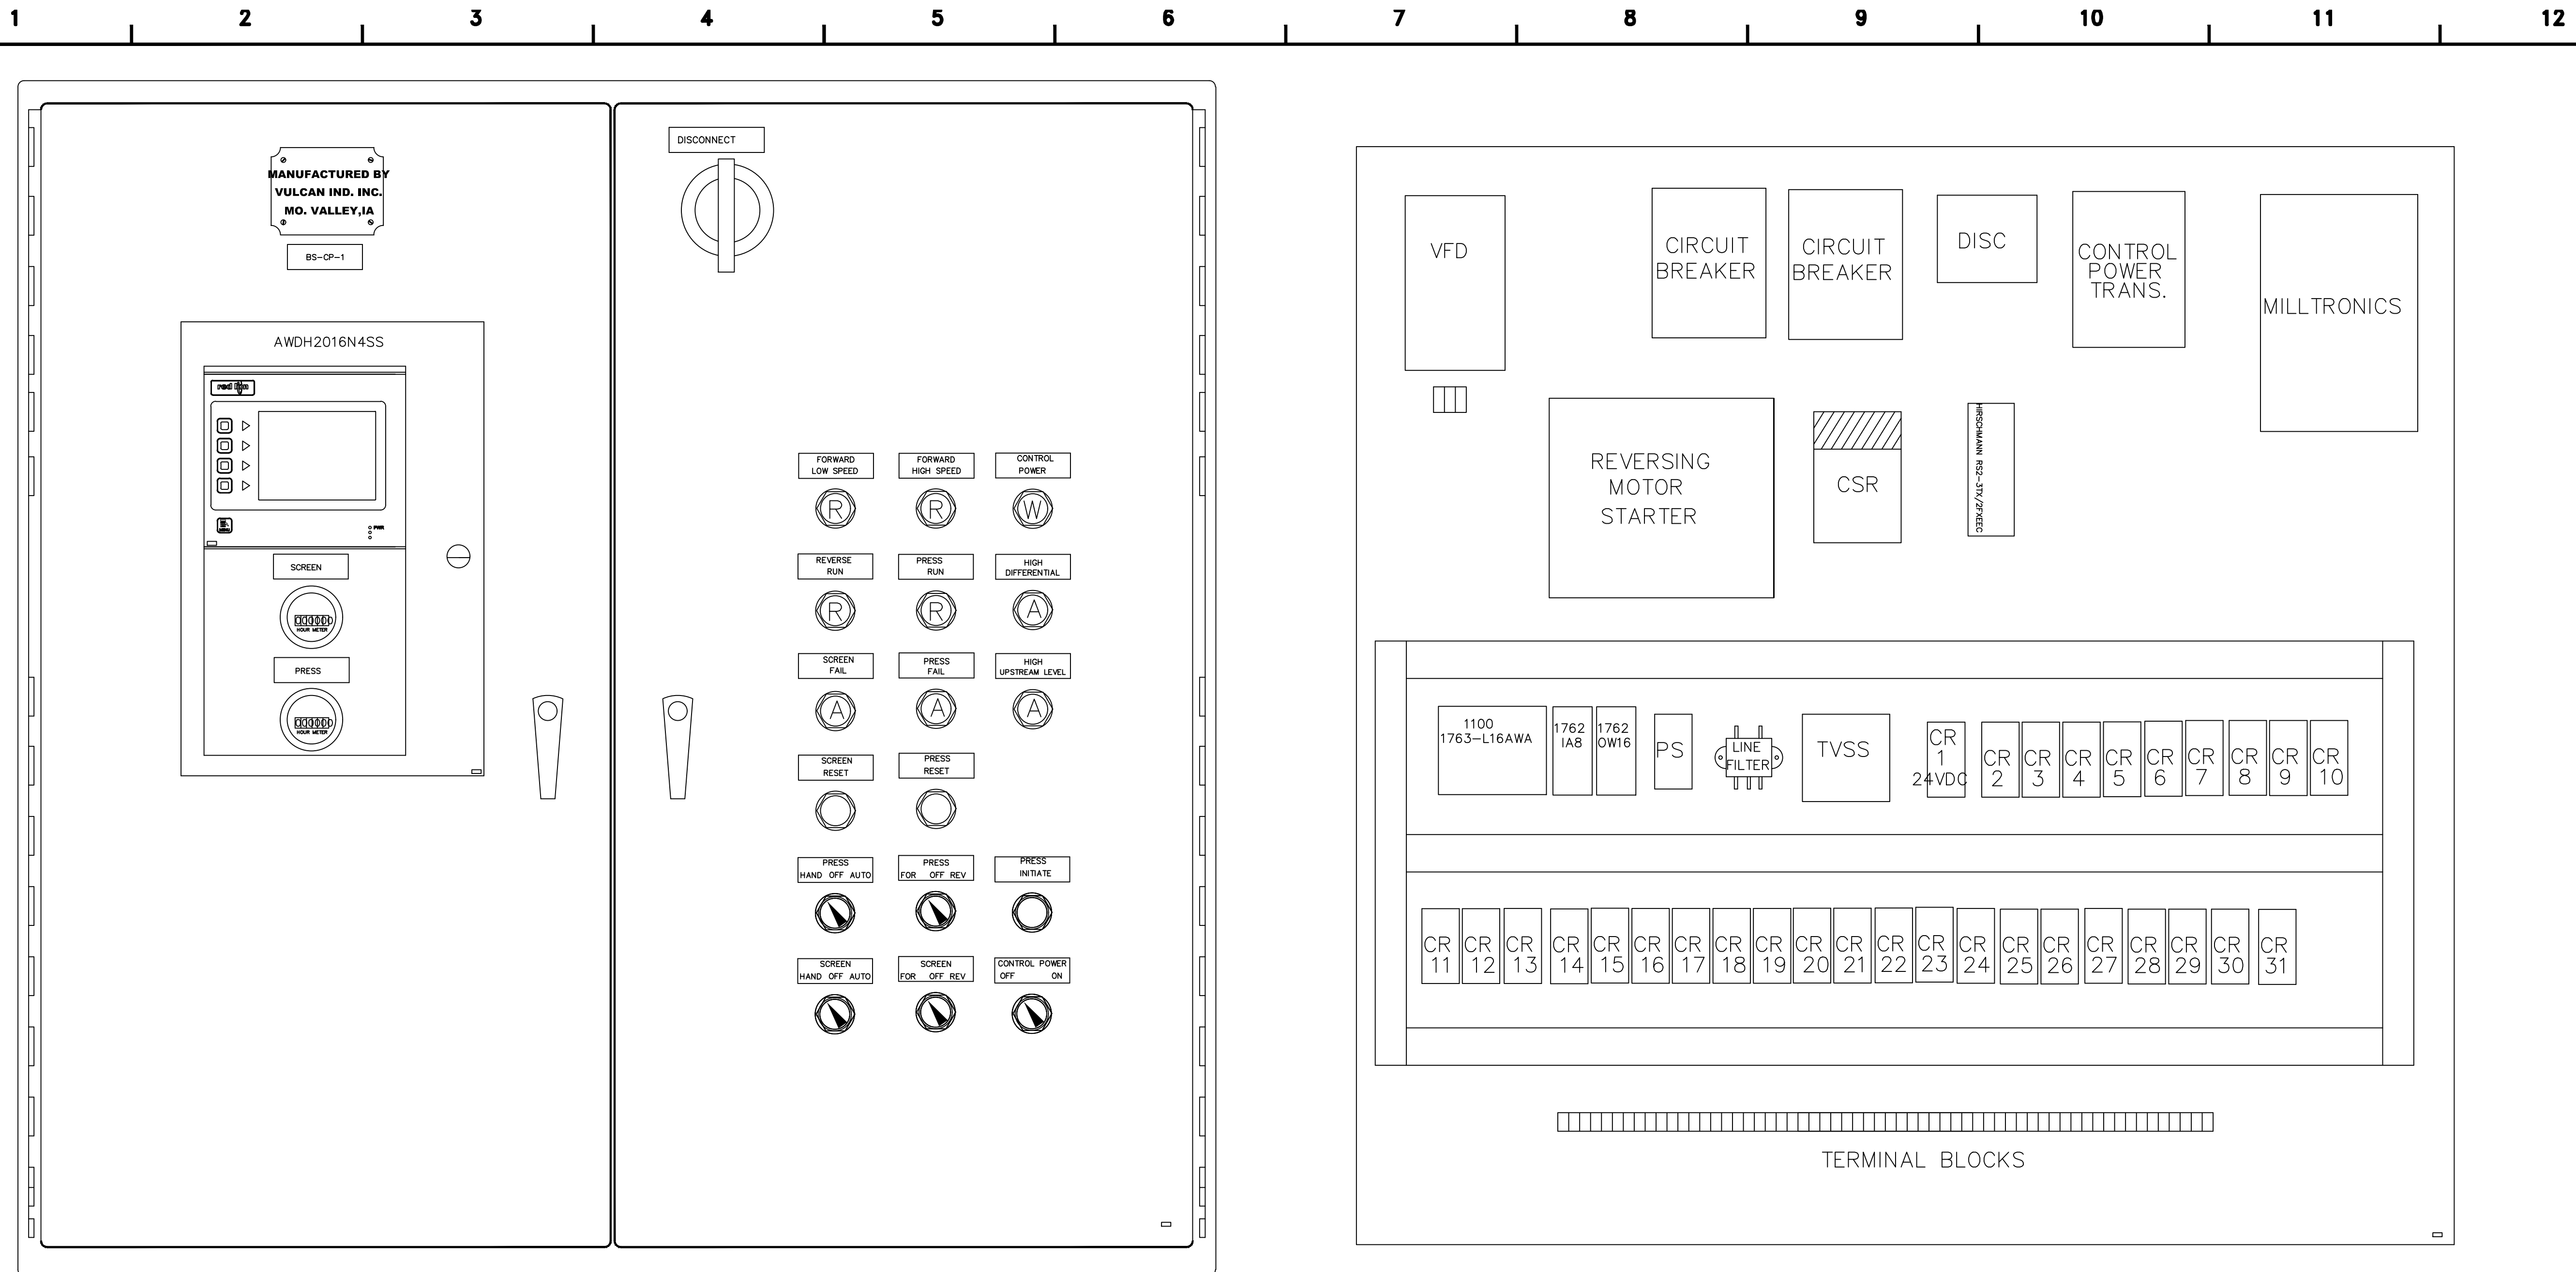 1 2 3 4 5 6 7 8 9 10 11 12
MANUFACTURED BY
VULCAN IND. INC.
MO. VALLEY,IA
BS-CP-1
AWDH2016N4SS
red lion
MENU
PWR
SCREEN
000000
HOUR METER
PRESS
000000
HOUR METER
DISCONNECT
FORWARD
LOW SPEED
FORWARD
HIGH SPEED
CONTROL
POWER
R
R
W
REVERSE
RUN
PRESS
RUN
HIGH
DIFFERENTIAL
R
R
A
SCREEN
FAIL
PRESS
FAIL
HIGH
UPSTREAM LEVEL
A
A
A
SCREEN
RESET
PRESS
RESET
PRESS
HAND OFF AUTO
PRESS
FOR OFF REV
PRESS
INITIATE
SCREEN
HAND OFF AUTO
SCREEN
FOR OFF REV
CONTROL POWER
OFF ON
VFD
CIRCUIT
BREAKER
CIRCUIT
BREAKER
DISC
CONTROL
POWER
TRANS.
MILLTRONICS
REVERSING
MOTOR
STARTER
CSR
HIRSCHMANN RS2-3TX/2FXEEC
1100
1763-L16AWA
1762
IA8
1762
OW16
PS
LINE
FILTER
TVSS
CR
1
24VDC
CR
2
CR
3
CR
4
CR
5
CR
6
CR
7
CR
8
CR
9
CR
10
CR
11
CR
12
CR
13
CR
14
CR
15
CR
16
CR
17
CR
18
CR
19
CR
20
CR
21
CR
22
CR
23
CR
24
CR
25
CR
26
CR
27
CR
28
CR
29
CR
30
CR
31
TERMINAL BLOCKS